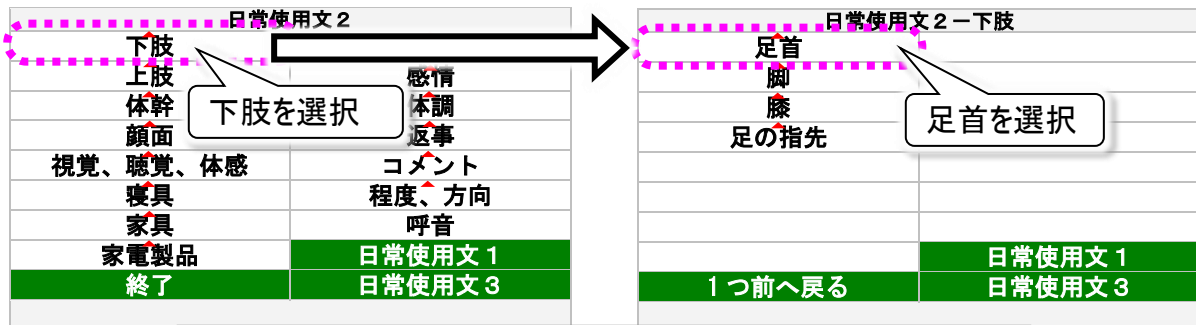 日常使用文２
下肢
上肢 感情
体幹 体調
顔面 返事
視覚、聴覚、体感 コメント
寝具 程度、方向
家具 呼音
家電製品 日常使用文１
終了 日常使用文３
下肢を選択
日常使用文２－下肢
足首
脚
膝
足の指先
日常使用文１
１つ前へ戻る 日常使用文３
足首を選択